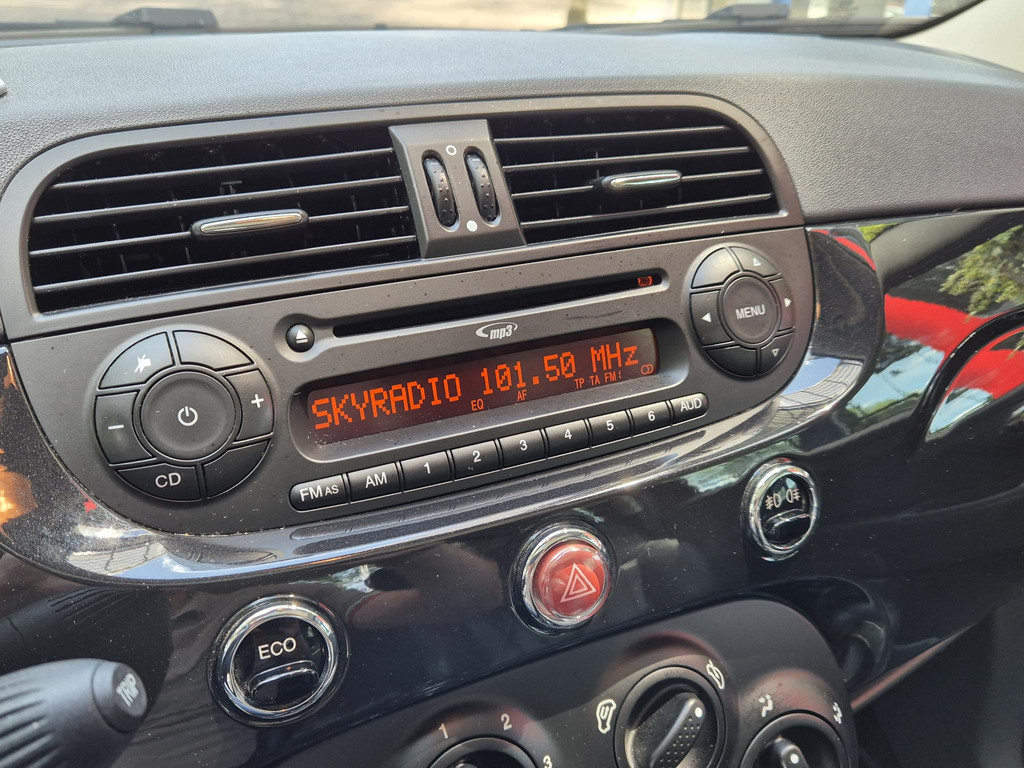 mp3
MENU
SKYRADIO 101.50 MHz
EQ AF TP TA FM1
CD
FM AS AM 1 2 3 4 5 6 AUD
ECO
TRIP
1 2 3